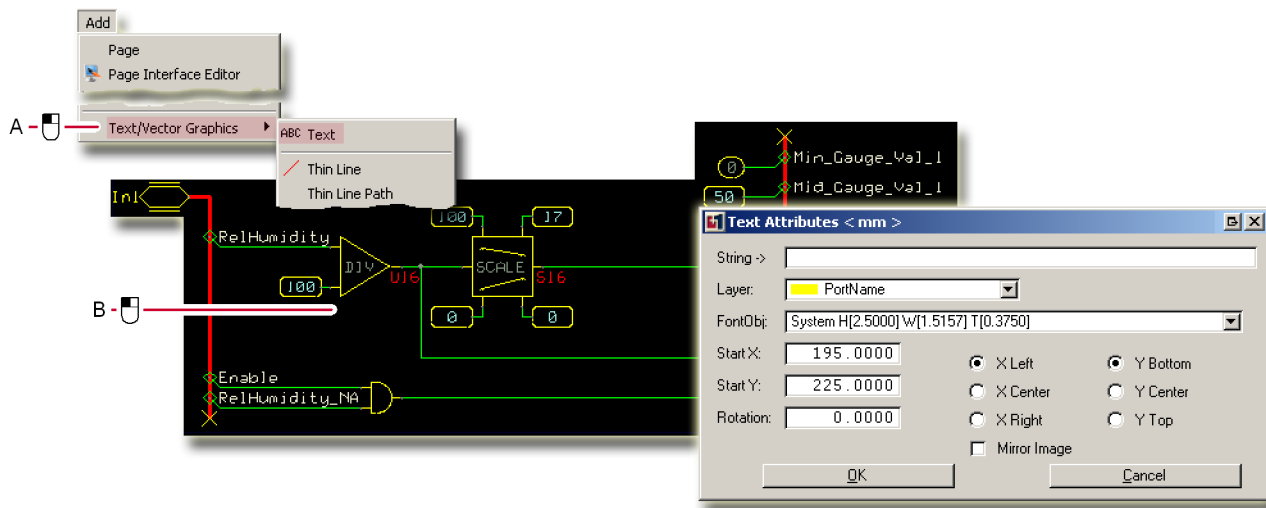 Add
Page
Page Interface Editor
A
Text/Vector Graphics
ABC Text
Thin Line
Thin Line Path
B
In1
RelHumidity
DIV
U16
100
100
17
SCALE
S16
0
0
Enable
RelHumidity_NA
0
Min_Gauge_Val_1
50
Mid_Gauge_Val_1
Text Attributes < mm >
String ->
Layer: PortName
FontObj: System H[2.5000] W[1.5157] T[0.3750]
Start X: 195.0000
Start Y: 225.0000
Rotation: 0.0000
X Left Y Bottom
X Center Y Center
X Right Y Top
Mirror Image
OK Cancel